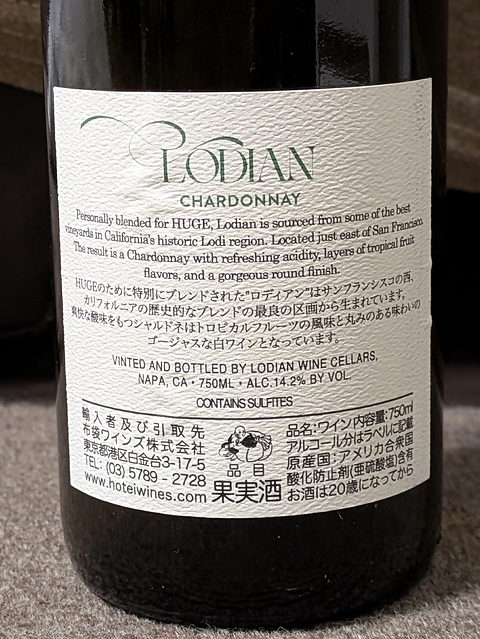 LODIAN
CHARDONNAY
Personally blended for HUGE, Lodian is sourced from some of the best
vineyards in California's historic Lodi region. Located just east of San Francisco.
The result is a Chardonnay with refreshing acidity, layers of tropical fruit
flavors, and a gorgeous round finish.
HUGEのために特別にブレンドされた"ロディアン"はサンフランシスコの西、
カリフォルニアの歴史的なブレンドの最良の区画から生まれています。
爽快な酸味をもつシャルドネはトロピカルフルーツの風味と丸みのある味わいの
ゴージャスな白ワインとなっています。
VINTED AND BOTTLED BY LODIAN WINE CELLARS,
NAPA, CA・750ML・ALC.14.2% BY VOL.
CONTAINS SULFITES
輸入者及び引取先
布袋ワインズ株式会社
東京都港区白金台3-17-5
TEL: (03) 5789 - 2728
www.hoteiwines.com
品目
果実酒
品名:ワイン内容量:750ml
アルコール分はラベルに記載
原産国:アメリカ合衆国
酸化防止剤(亜硫酸塩)含有
お酒は20歳になってから